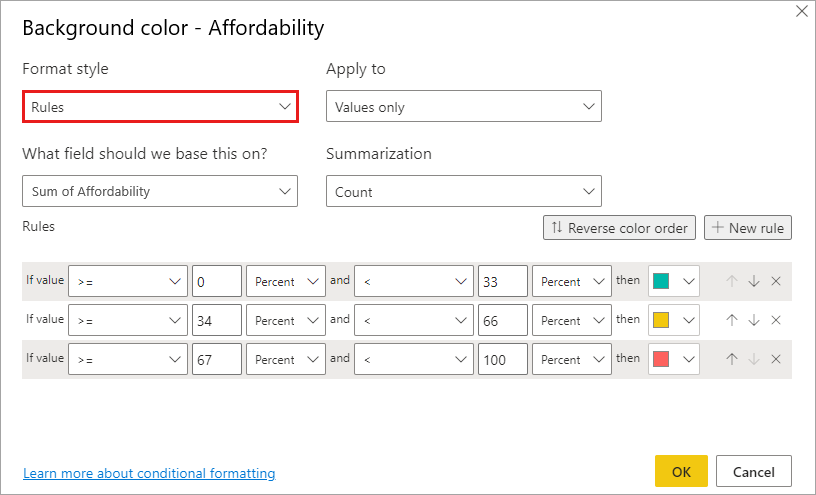 Background color - Affordability
Format style Apply to
Rules Values only
What field should we base this on? Summarization
Sum of Affordability Count
Rules Reverse color order New rule
If value >= 0 Percent and < 33 Percent then
If value >= 34 Percent and < 66 Percent then
If value >= 67 Percent and < 100 Percent then
Learn more about conditional formatting OK Cancel